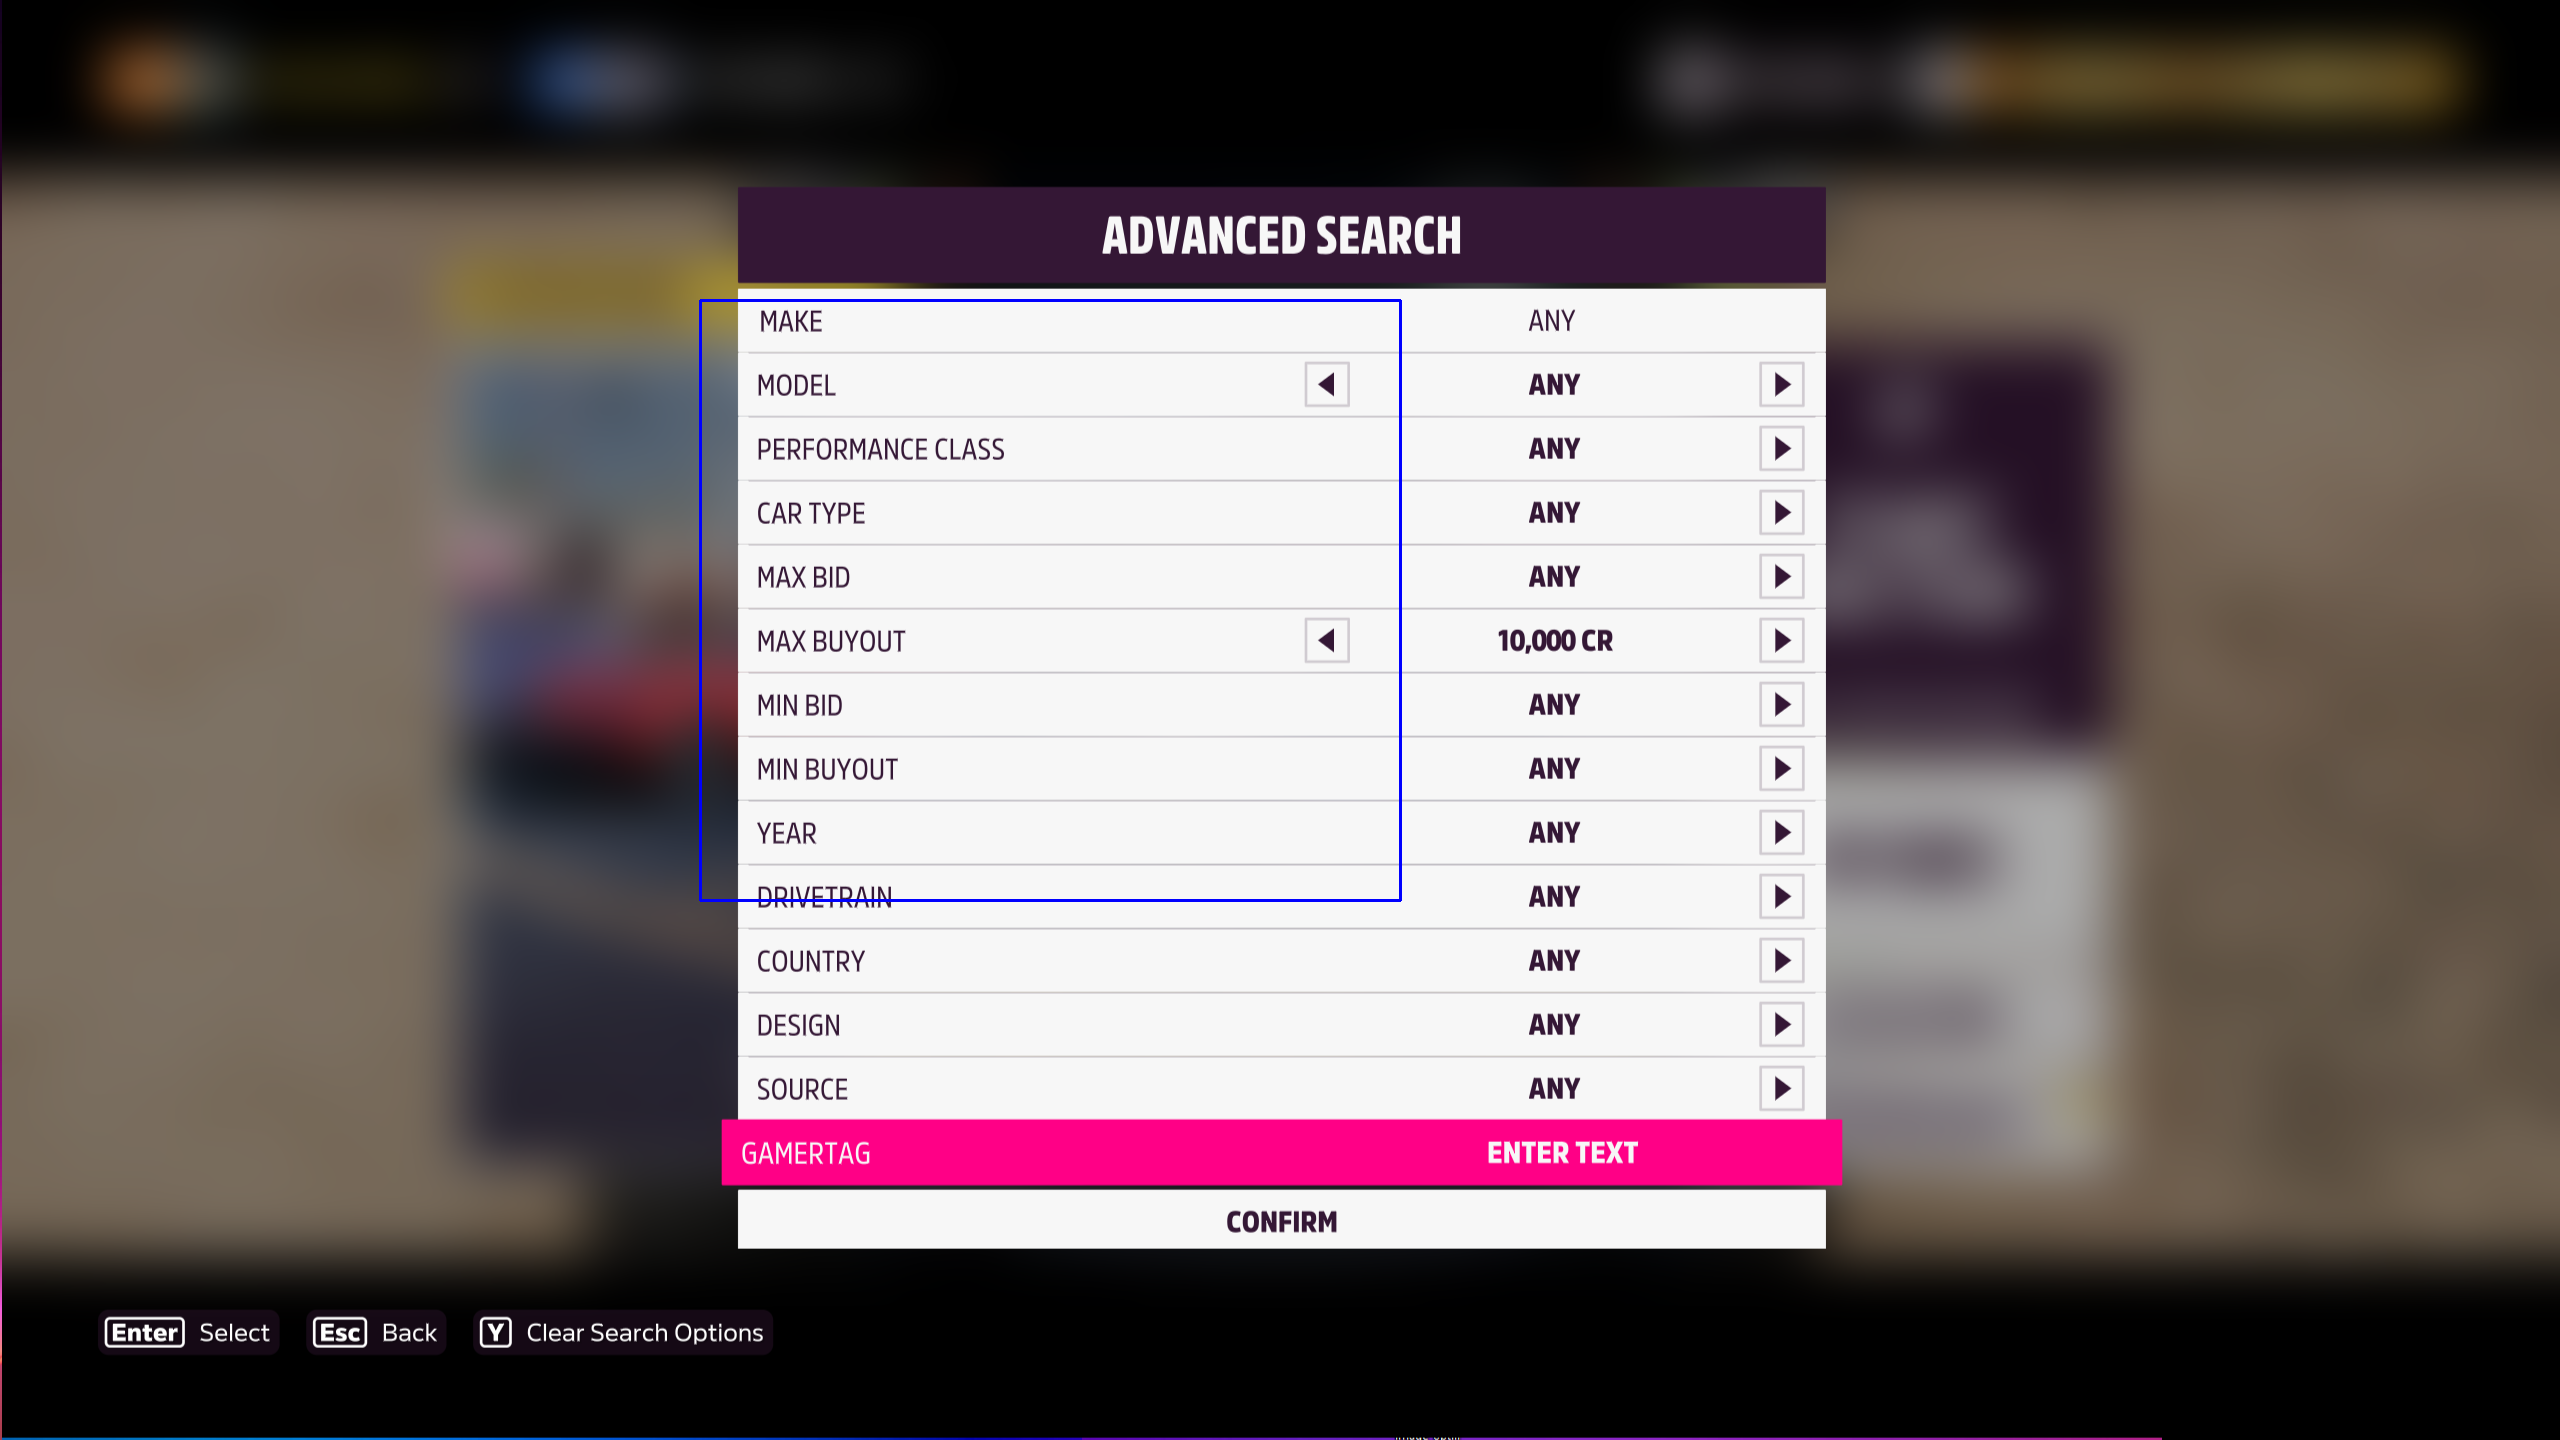 ADVANCED SEARCH
MAKE ANY
MODEL ANY
PERFORMANCE CLASS ANY
CAR TYPE ANY
MAX BID ANY
MAX BUYOUT 10,000 CR
MIN BID ANY
MIN BUYOUT ANY
YEAR ANY
DRIVETRAIN ANY
COUNTRY ANY
DESIGN ANY
SOURCE ANY
GAMERTAG ENTER TEXT
CONFIRM
Enter Select Esc Back Y Clear Search Options